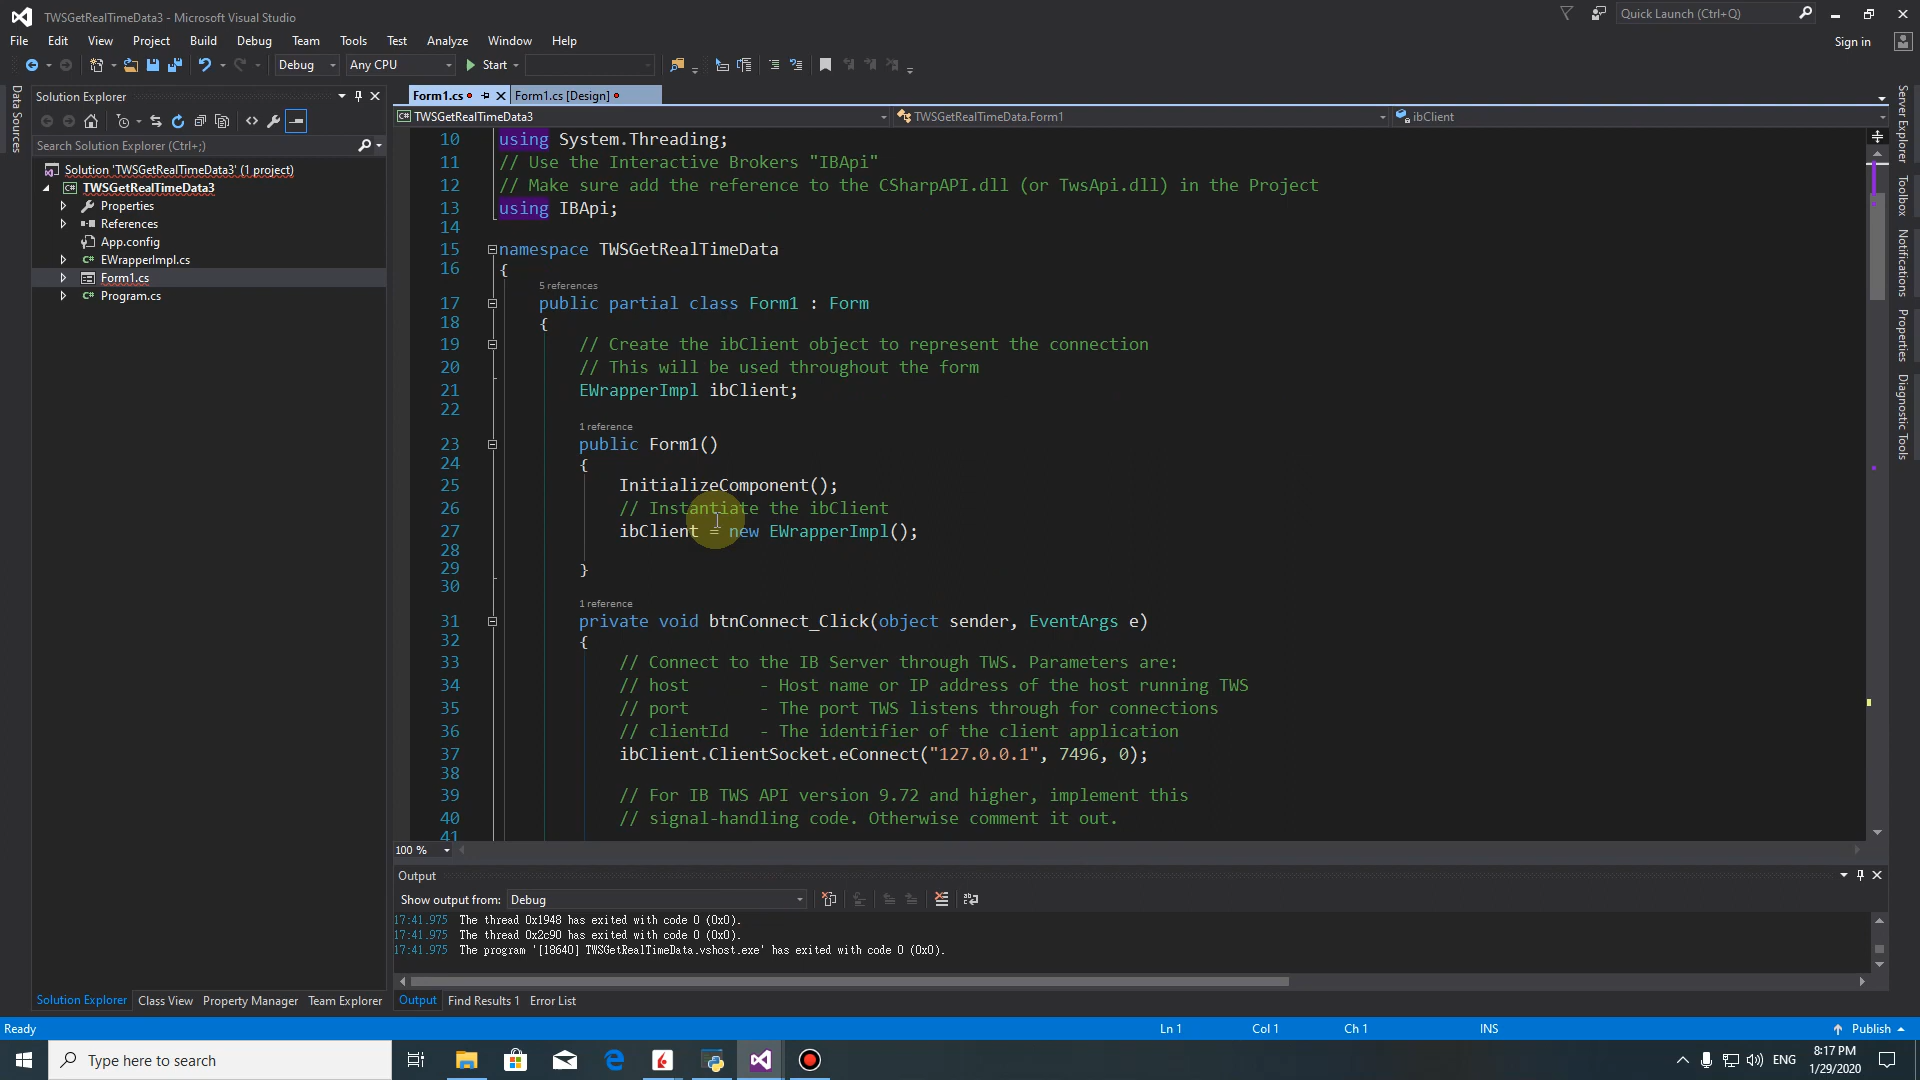 TWSGetRealTimeData3 - Microsoft Visual Studio
Quick Launch (Ctrl+Q)
File Edit View Project Build Debug Team Tools Test Analyze Window Help
Sign in
Debug Any CPU Start
Data Sources
Solution Explorer
Search Solution Explorer (Ctrl+;)
Solution 'TWSGetRealTimeData3' (1 project)
TWSGetRealTimeData3
Properties
References
App.config
EWrapperImpl.cs
Form1.cs
Program.cs
Form1.cs Form1.cs [Design]
TWSGetRealTimeData3 TWSGetRealTimeData.Form1 ibClient
10 using System.Threading;
11 // Use the Interactive Brokers "IBApi"
12 // Make sure add the reference to the CSharpAPI.dll (or TwsApi.dll) in the Project
13 using IBApi;
14
15 namespace TWSGetRealTimeData
16 {
5 references
17 public partial class Form1 : Form
18 {
19 // Create the ibClient object to represent the connection
20 // This will be used throughout the form
21 EWrapperImpl ibClient;
22
1 reference
23 public Form1()
24 {
25 InitializeComponent();
26 // Instantiate the ibClient
27 ibClient = new EWrapperImpl();
28
29 }
30
1 reference
31 private void btnConnect_Click(object sender, EventArgs e)
32 {
33 // Connect to the IB Server through TWS. Parameters are:
34 // host - Host name or IP address of the host running TWS
35 // port - The port TWS listens through for connections
36 // clientId - The identifier of the client application
37 ibClient.ClientSocket.eConnect("127.0.0.1", 7496, 0);
38
39 // For IB TWS API version 9.72 and higher, implement this
40 // signal-handling code. Otherwise comment it out.
41
100 %
Server Explorer
Toolbox
Notifications
Properties
Diagnostic Tools
Output
Show output from: Debug
17:41.975 The thread 0x1948 has exited with code 0 (0x0).
17:41.975 The thread 0x2c90 has exited with code 0 (0x0).
17:41.975 The program '[18640] TWSGetRealTimeData.vshost.exe' has exited with code 0 (0x0).
Solution Explorer Class View Property Manager Team Explorer
Output Find Results 1 Error List
Ready Ln 1 Col 1 Ch 1 INS Publish
Type here to search
ENG
8:17 PM
1/29/2020